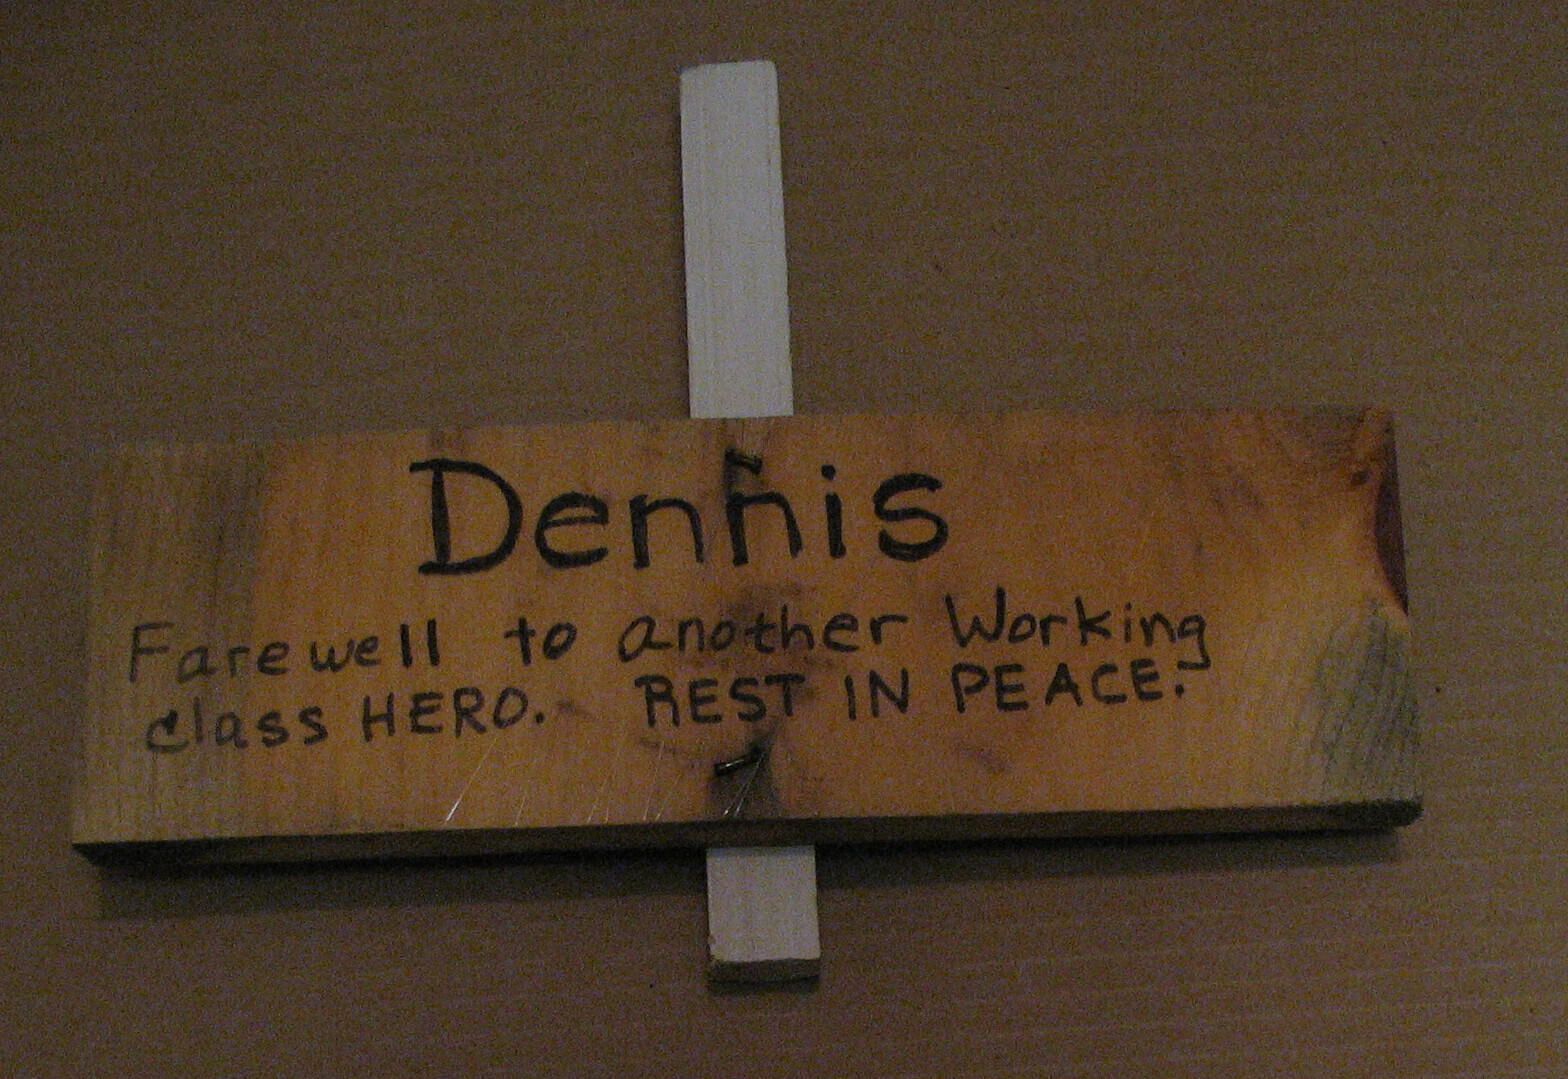 Dennis
Farewell to another Working
class HERO. REST IN PEACE.